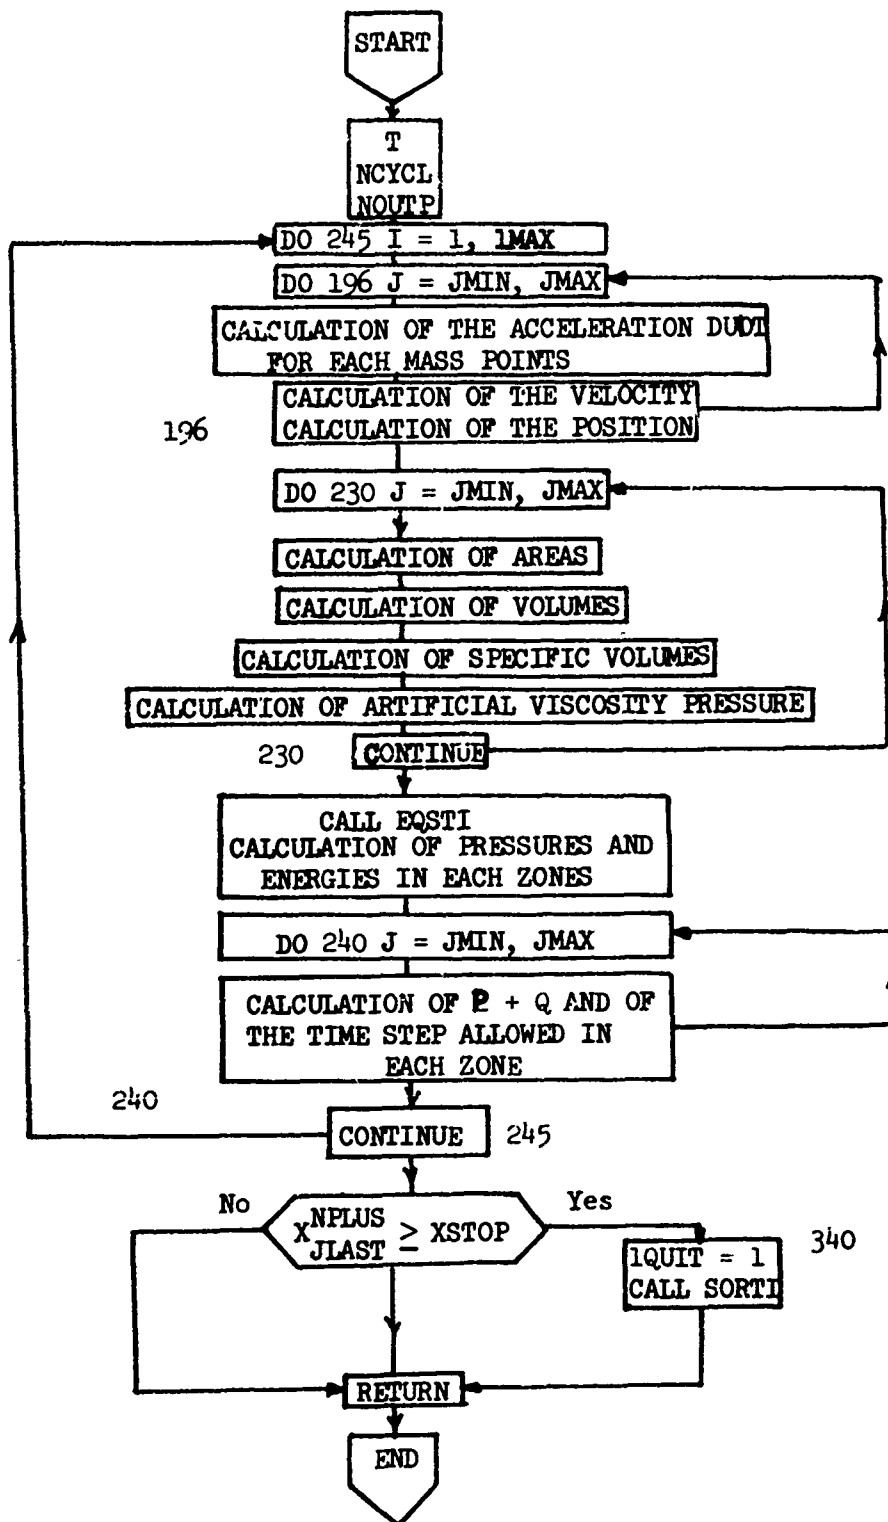 START
T
NCYCL
NOUTP
DO 245 I = 1, 1MAX
DO 196 J = JMIN, JMAX
CALCULATION OF THE ACCELERATION DUDT
FOR EACH MASS POINTS
CALCULATION OF THE VELOCITY
196 CALCULATION OF THE POSITION
DO 230 J = JMIN, JMAX
CALCULATION OF AREAS
CALCULATION OF VOLUMES
CALCULATION OF SPECIFIC VOLUMES
CALCULATION OF ARTIFICIAL VISCOSITY PRESSURE
230 CONTINUE
CALL EQSTI
CALCULATION OF PRESSURES AND
ENERGIES IN EACH ZONES
DO 240 J = JMIN, JMAX
CALCULATION OF P + Q AND OF
THE TIME STEP ALLOWED IN
EACH ZONE
240
CONTINUE 245
No X NPLUS JLAST ≥ XSTOP Yes
1QUIT = 1 340
CALL SORTI
RETURN
END